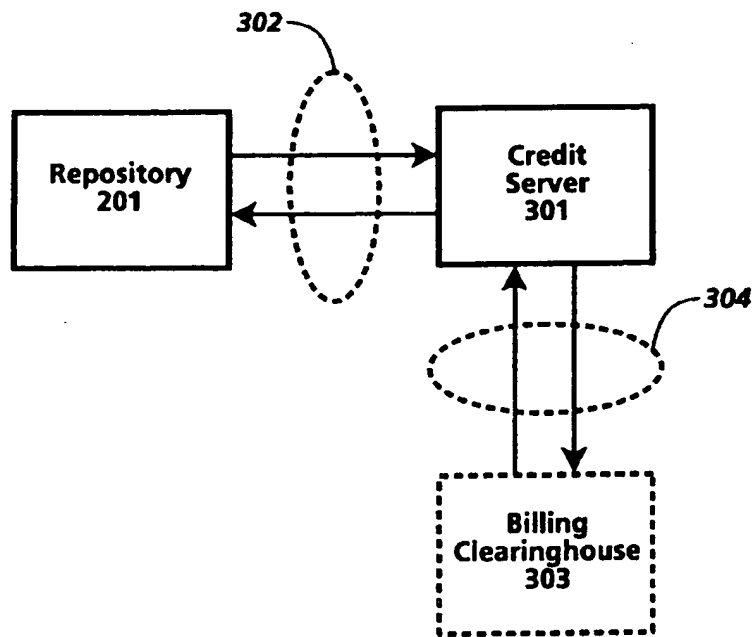 302
Repository
201
Credit
Server
301
304
Billing
Clearinghouse
303